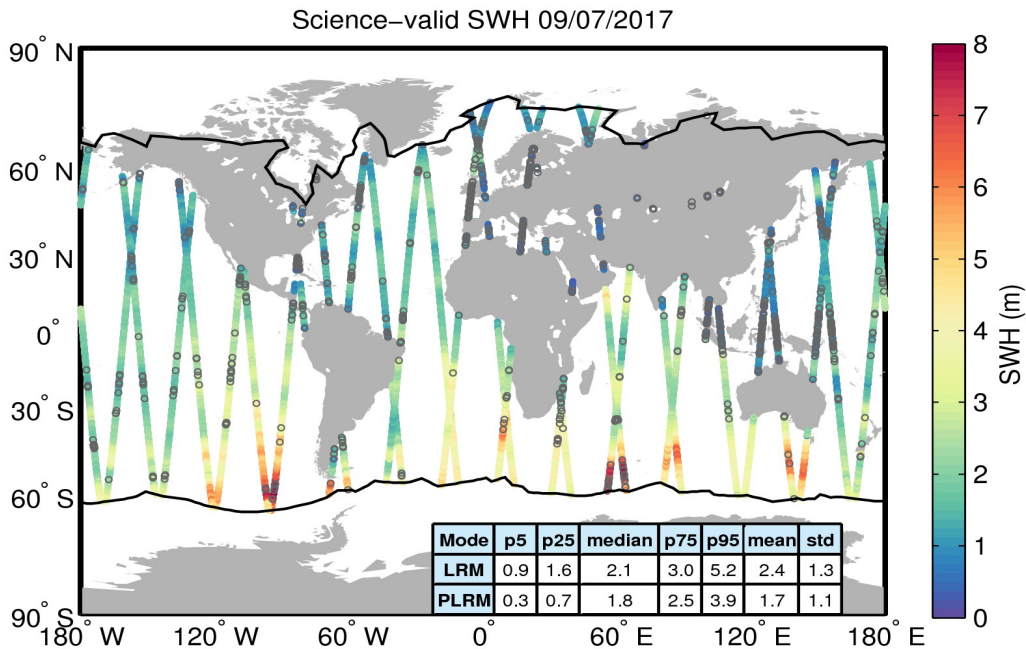 Science−valid SWH 09/07/2017
90° N
60° N
30° N
0°
30° S
60° S
90° S
180° W
120° W
60° W
0°
60° E
120° E
180° E
8
7
6
5
4
3
2
1
0
SWH (m)
Mode p5 p25 median p75 p95 mean std
LRM 0.9 1.6 2.1 3.0 5.2 2.4 1.3
PLRM 0.3 0.7 1.8 2.5 3.9 1.7 1.1